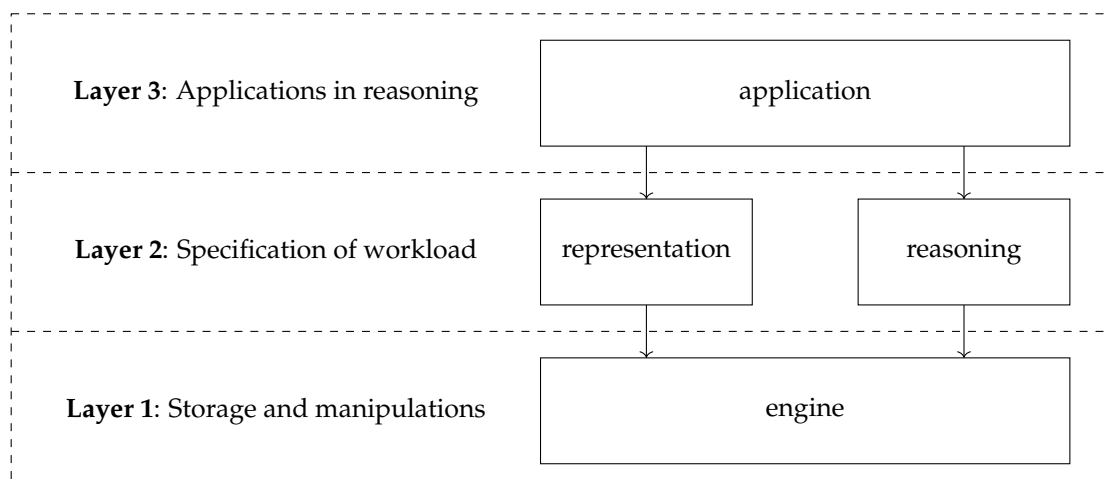 Layer 3: Applications in reasoning
application
Layer 2: Specification of workload
representation
reasoning
Layer 1: Storage and manipulations
engine